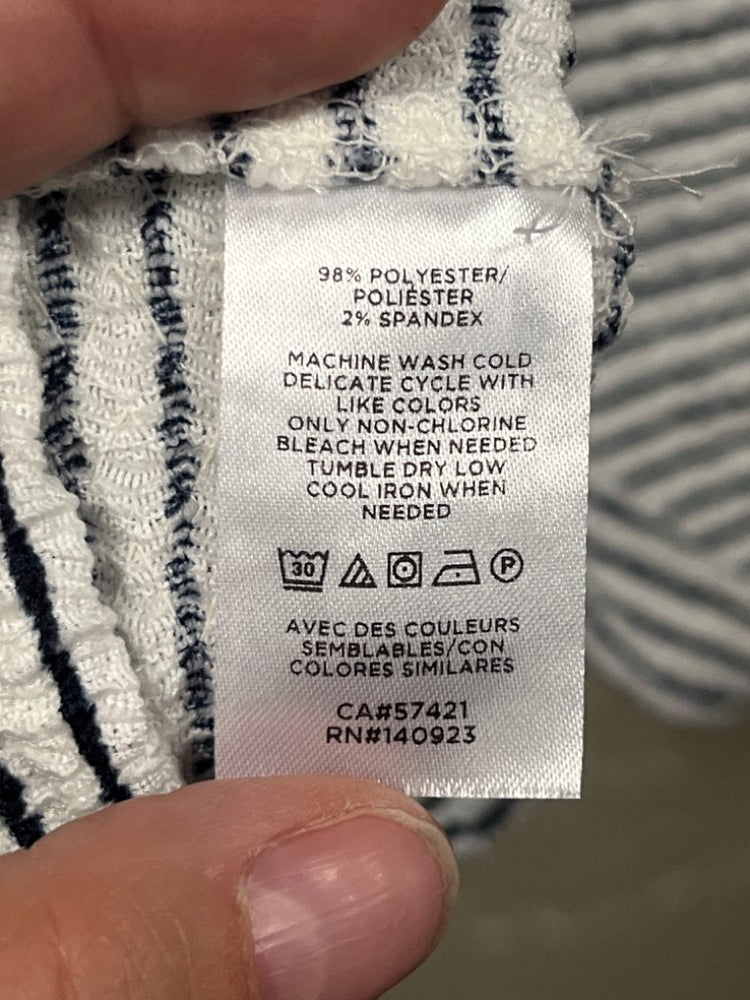 98% POLYESTER/
POLIÉSTER
2% SPANDEX
MACHINE WASH COLD
DELICATE CYCLE WITH
LIKE COLORS
ONLY NON-CHLORINE
BLEACH WHEN NEEDED
TUMBLE DRY LOW
COOL IRON WHEN
NEEDED
30 P
AVEC DES COULEURS
SEMBLABLES/CON
COLORES SIMILARES
CA#57421
RN#140923